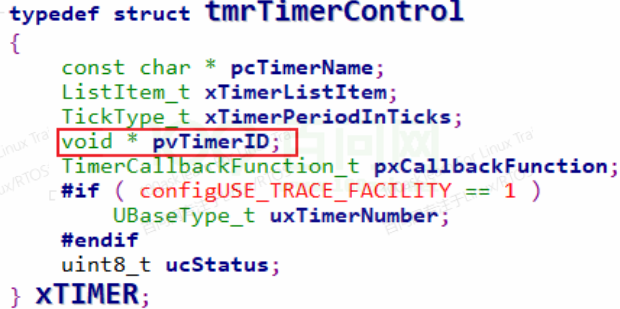 typedef struct tmrTimerControl
{
const char * pcTimerName;
ListItem_t xTimerListItem;
TickType_t xTimerPeriodInTicks;
void * pvTimerID;
TimerCallbackFunction_t pxCallbackFunction;
#if ( configUSE_TRACE_FACILITY == 1 )
UBaseType_t uxTimerNumber;
#endif
uint8_t ucStatus;
} xTIMER;